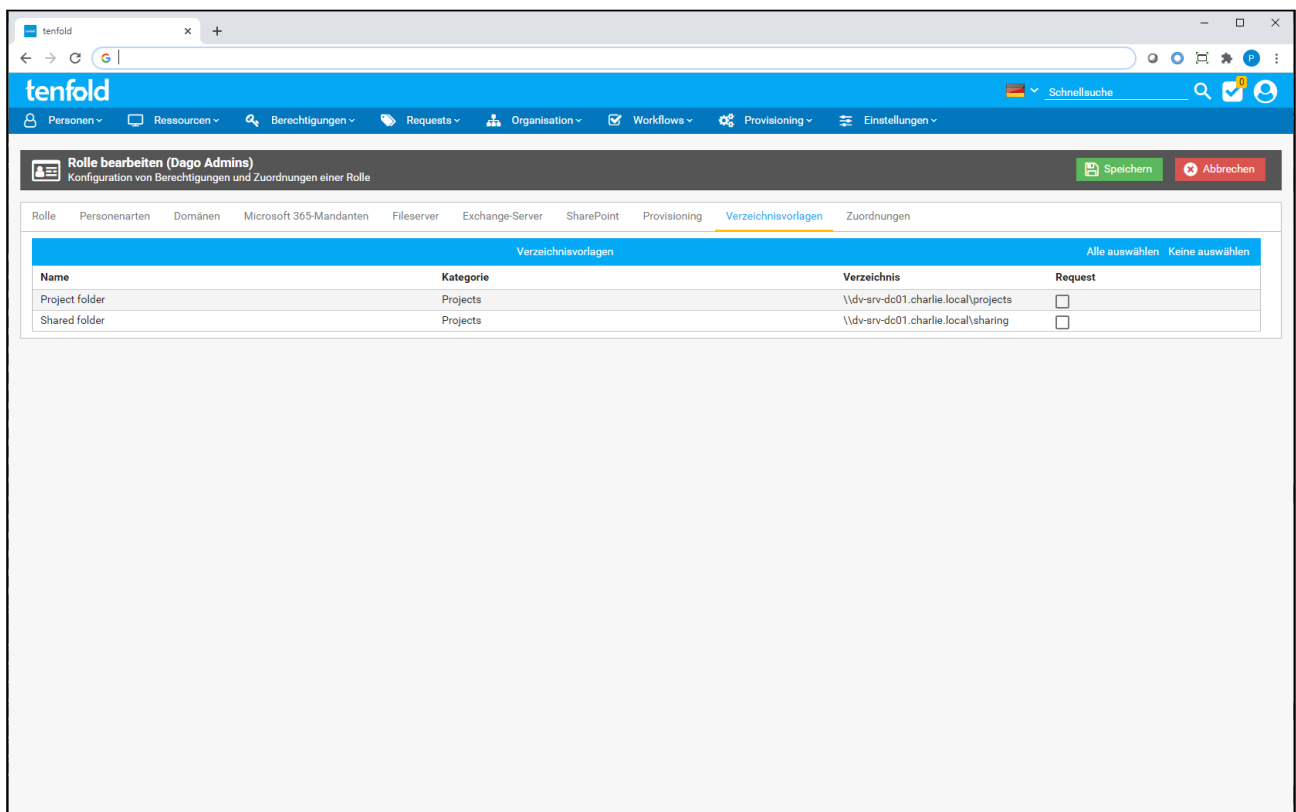 tenfold
tenfold
Schnellsuche
0
P
Personen
Ressourcen
Berechtigungen
Requests
Organisation
Workflows
Provisioning
Einstellungen
Rolle bearbeiten (Dago Admins)
Konfiguration von Berechtigungen und Zuordnungen einer Rolle
Speichern
Abbrechen
Rolle Personenarten Domänen Microsoft 365-Mandanten Fileserver Exchange-Server SharePoint Provisioning Verzeichnisvorlagen Zuordnungen
Verzeichnisvorlagen Alle auswählen Keine auswählen
Name Kategorie Verzeichnis Request
Project folder Projects \\dv-srv-dc01.charlie.local\projects
Shared folder Projects \\dv-srv-dc01.charlie.local\sharing